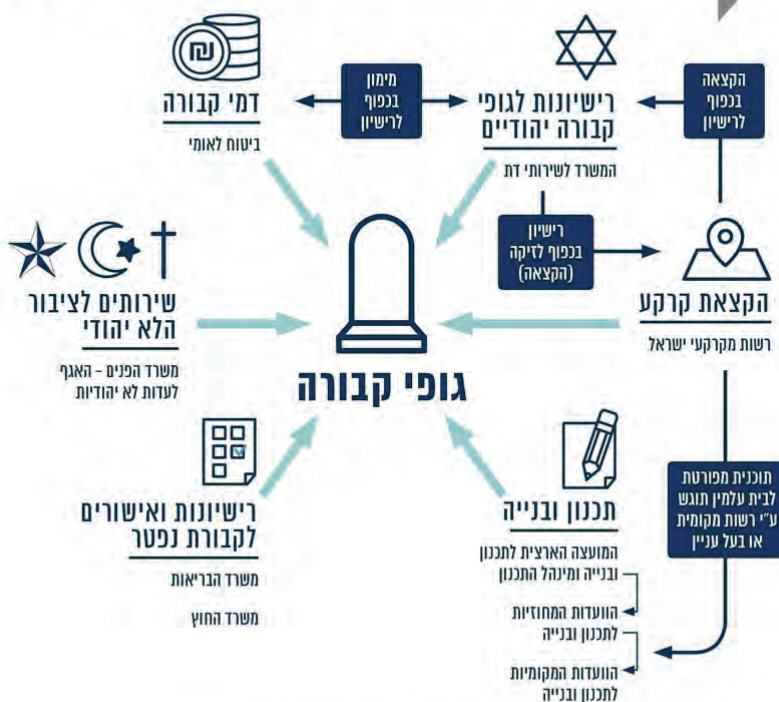 הקצאה
בכפוף
לרישיון
רישיונות לגופי
קבורה יהודיים
המשרד לשירותי דת
מימון
בכפוף
לרישיון
₪
דמי קבורה
ביטוח לאומי
רישיון
בכפוף לזיקה
(הקצאה)
הקצאת קרקע
רשות מקרקעי ישראל
שירותים לציבור
הלא יהודי
משרד הפנים - האגף
לעדות לא יהודיות
גופי קבורה
תוכנית מפורטת
לבית עלמין תוגש
ע״י רשות מקומית
או בעל עניין
תכנון ובנייה
המועצה הארצית לתכנון
ובנייה ומינהל התכנון
הוועדות המחוזיות
לתכנון ובנייה
הוועדות המקומיות
לתכנון ובנייה
רישיונות ואישורים
לקבורת נפטר
משרד הבריאות
משרד החוץ